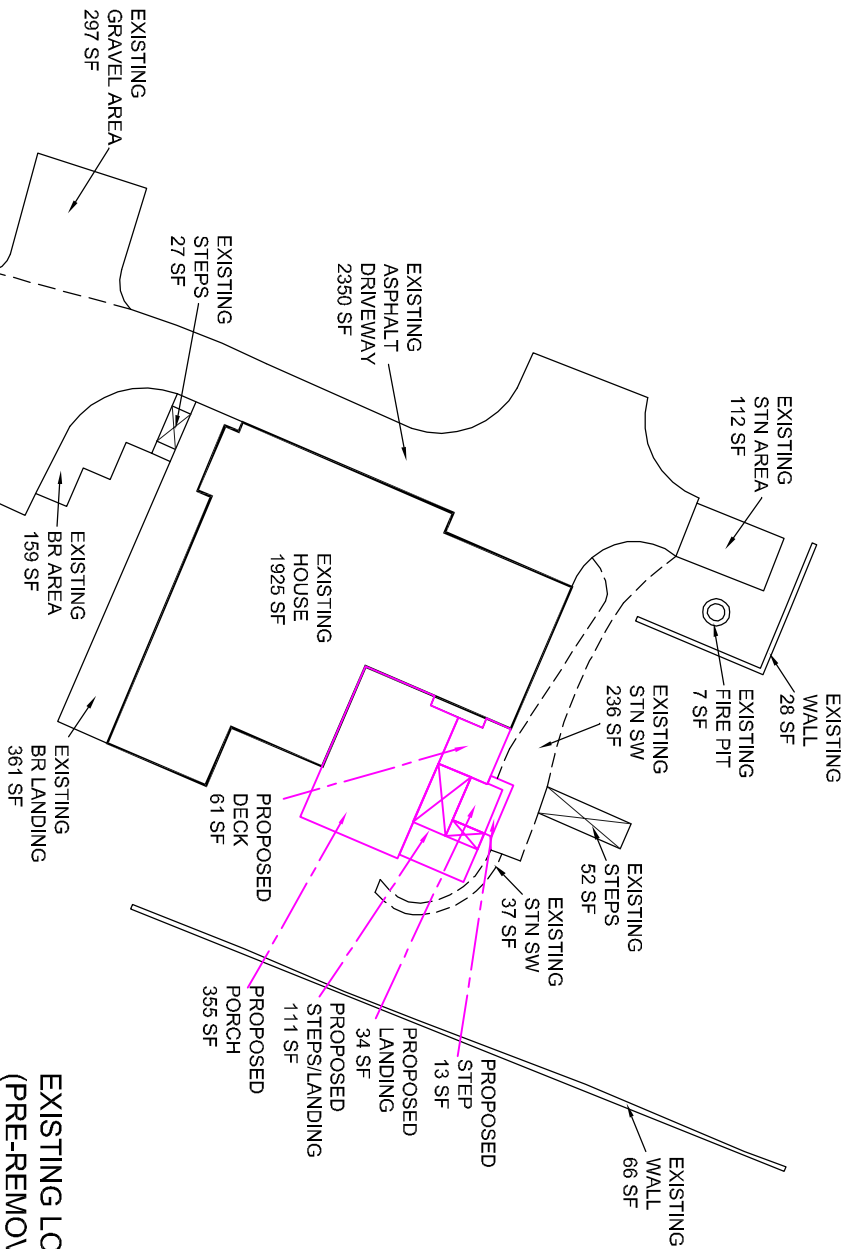 EXISTING
GRAVEL AREA
297 SF
EXISTING
STEPS
27 SF
EXISTING
ASPHALT
DRIVEWAY
2350 SF
EXISTING
STN AREA
112 SF
EXISTING
WALL
28 SF
EXISTING
FIRE PIT
7 SF
EXISTING
STN SW
236 SF
EXISTING
HOUSE
1925 SF
EXISTING
BR AREA
159 SF
EXISTING
BR LANDING
361 SF
PROPOSED
DECK
61 SF
EXISTING
STEPS
52 SF
EXISTING
STN SW
37 SF
PROPOSED
STEP
13 SF
PROPOSED
LANDING
34 SF
PROPOSED
STEPS/LANDING
111 SF
PROPOSED
PORCH
355 SF
EXISTING
WALL
66 SF
EXISTING LO
(PRE-REMOV